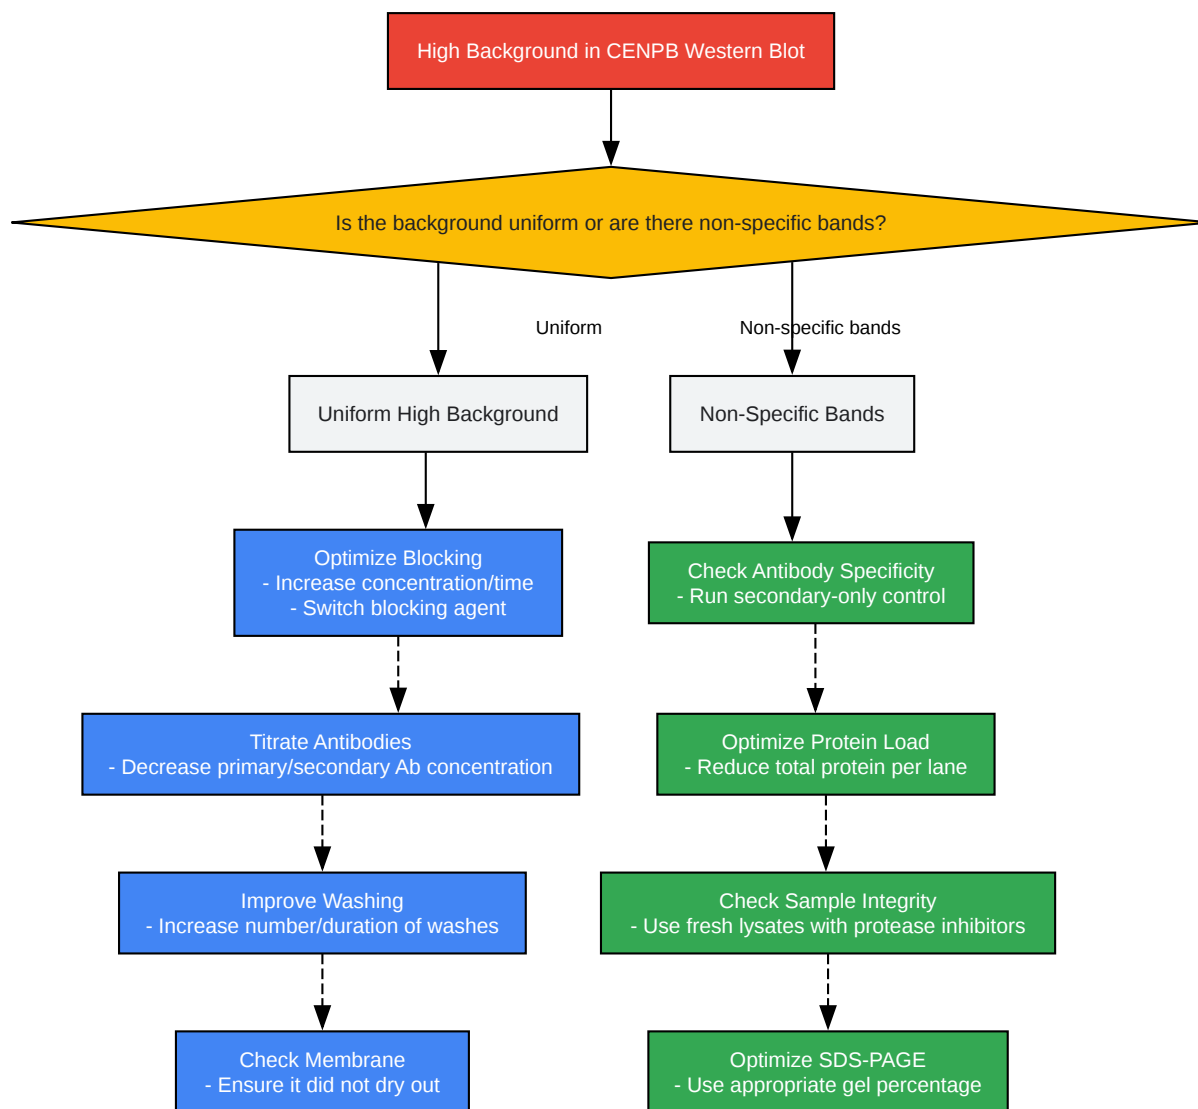 High Background in CENPB Western Blot
Is the background uniform or are there non-specific bands?
Uniform
Non-specific bands
Uniform High Background
Non-Specific Bands
Optimize Blocking
- Increase concentration/time
- Switch blocking agent
Check Antibody Specificity
- Run secondary-only control
Titrate Antibodies
- Decrease primary/secondary Ab concentration
Optimize Protein Load
- Reduce total protein per lane
Improve Washing
- Increase number/duration of washes
Check Sample Integrity
- Use fresh lysates with protease inhibitors
Check Membrane
- Ensure it did not dry out
Optimize SDS-PAGE
- Use appropriate gel percentage